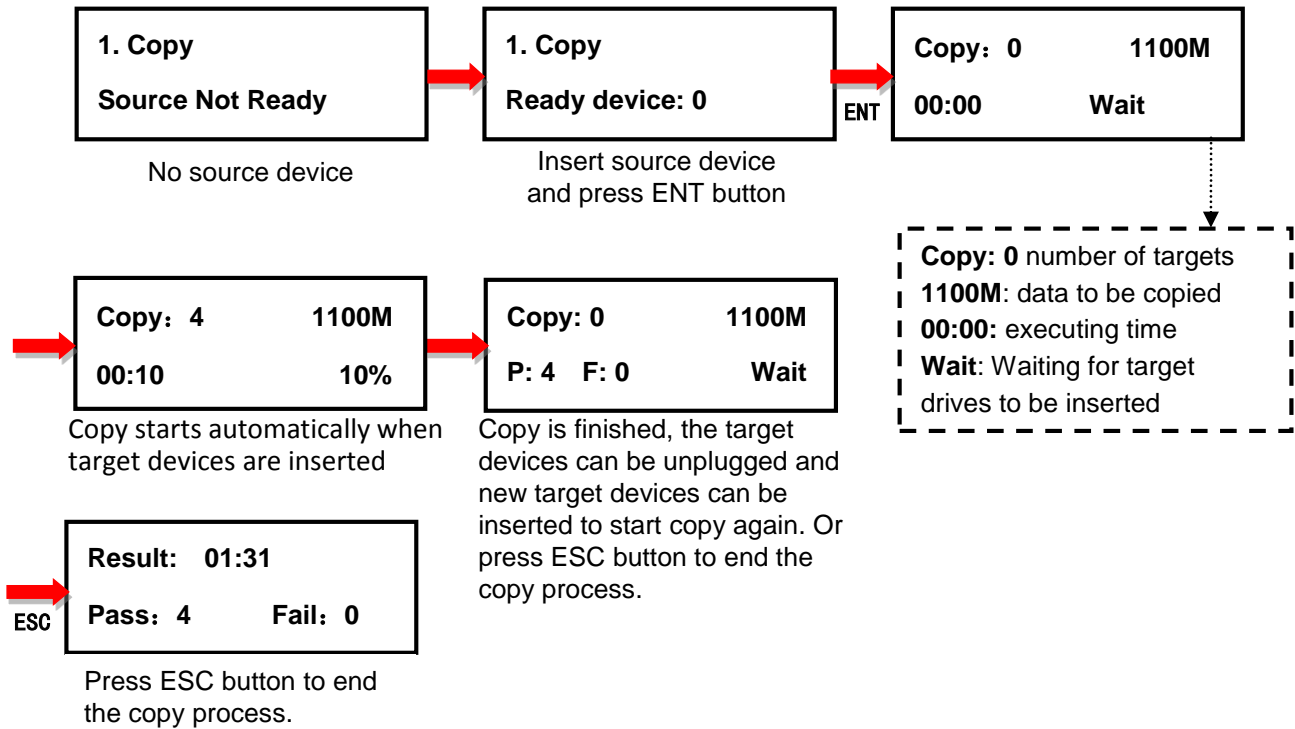 1. Copy
Source Not Ready
No source device
1. Copy
Ready device: 0
Insert source device
and press ENT button
ENT
Copy：0 1100M
00:00 Wait
Copy: 0 number of targets
1100M: data to be copied
00:00: executing time
Wait: Waiting for target
drives to be inserted
Copy：4 1100M
00:10 10%
Copy starts automatically when
target devices are inserted
Copy: 0 1100M
P: 4 F: 0 Wait
Copy is finished, the target
devices can be unplugged and
new target devices can be
inserted to start copy again. Or
press ESC button to end the
copy process.
ESC
Result: 01:31
Pass：4 Fail：0
Press ESC button to end
the copy process.